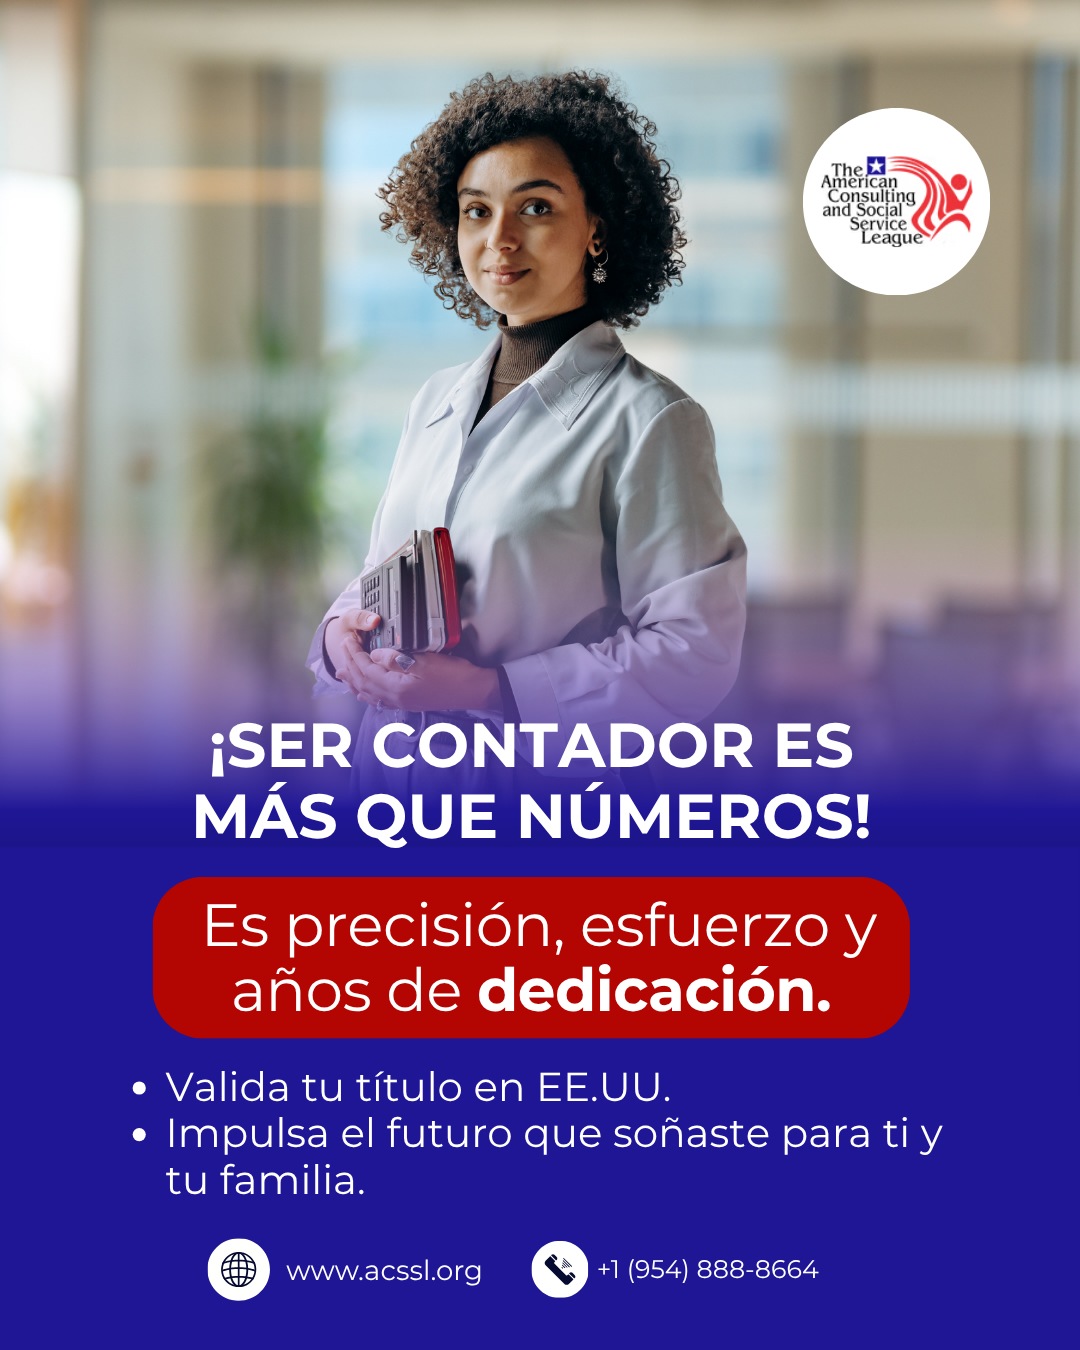 The
American
Consulting
and Social
Service
League
¡SER CONTADOR ES
MÁS QUE NÚMEROS!
Es precisión, esfuerzo y
años de dedicación.
• Valida tu título en EE.UU.
• Impulsa el futuro que soñaste para ti y
tu familia.
www.acssl.org
+1 (954) 888-8664